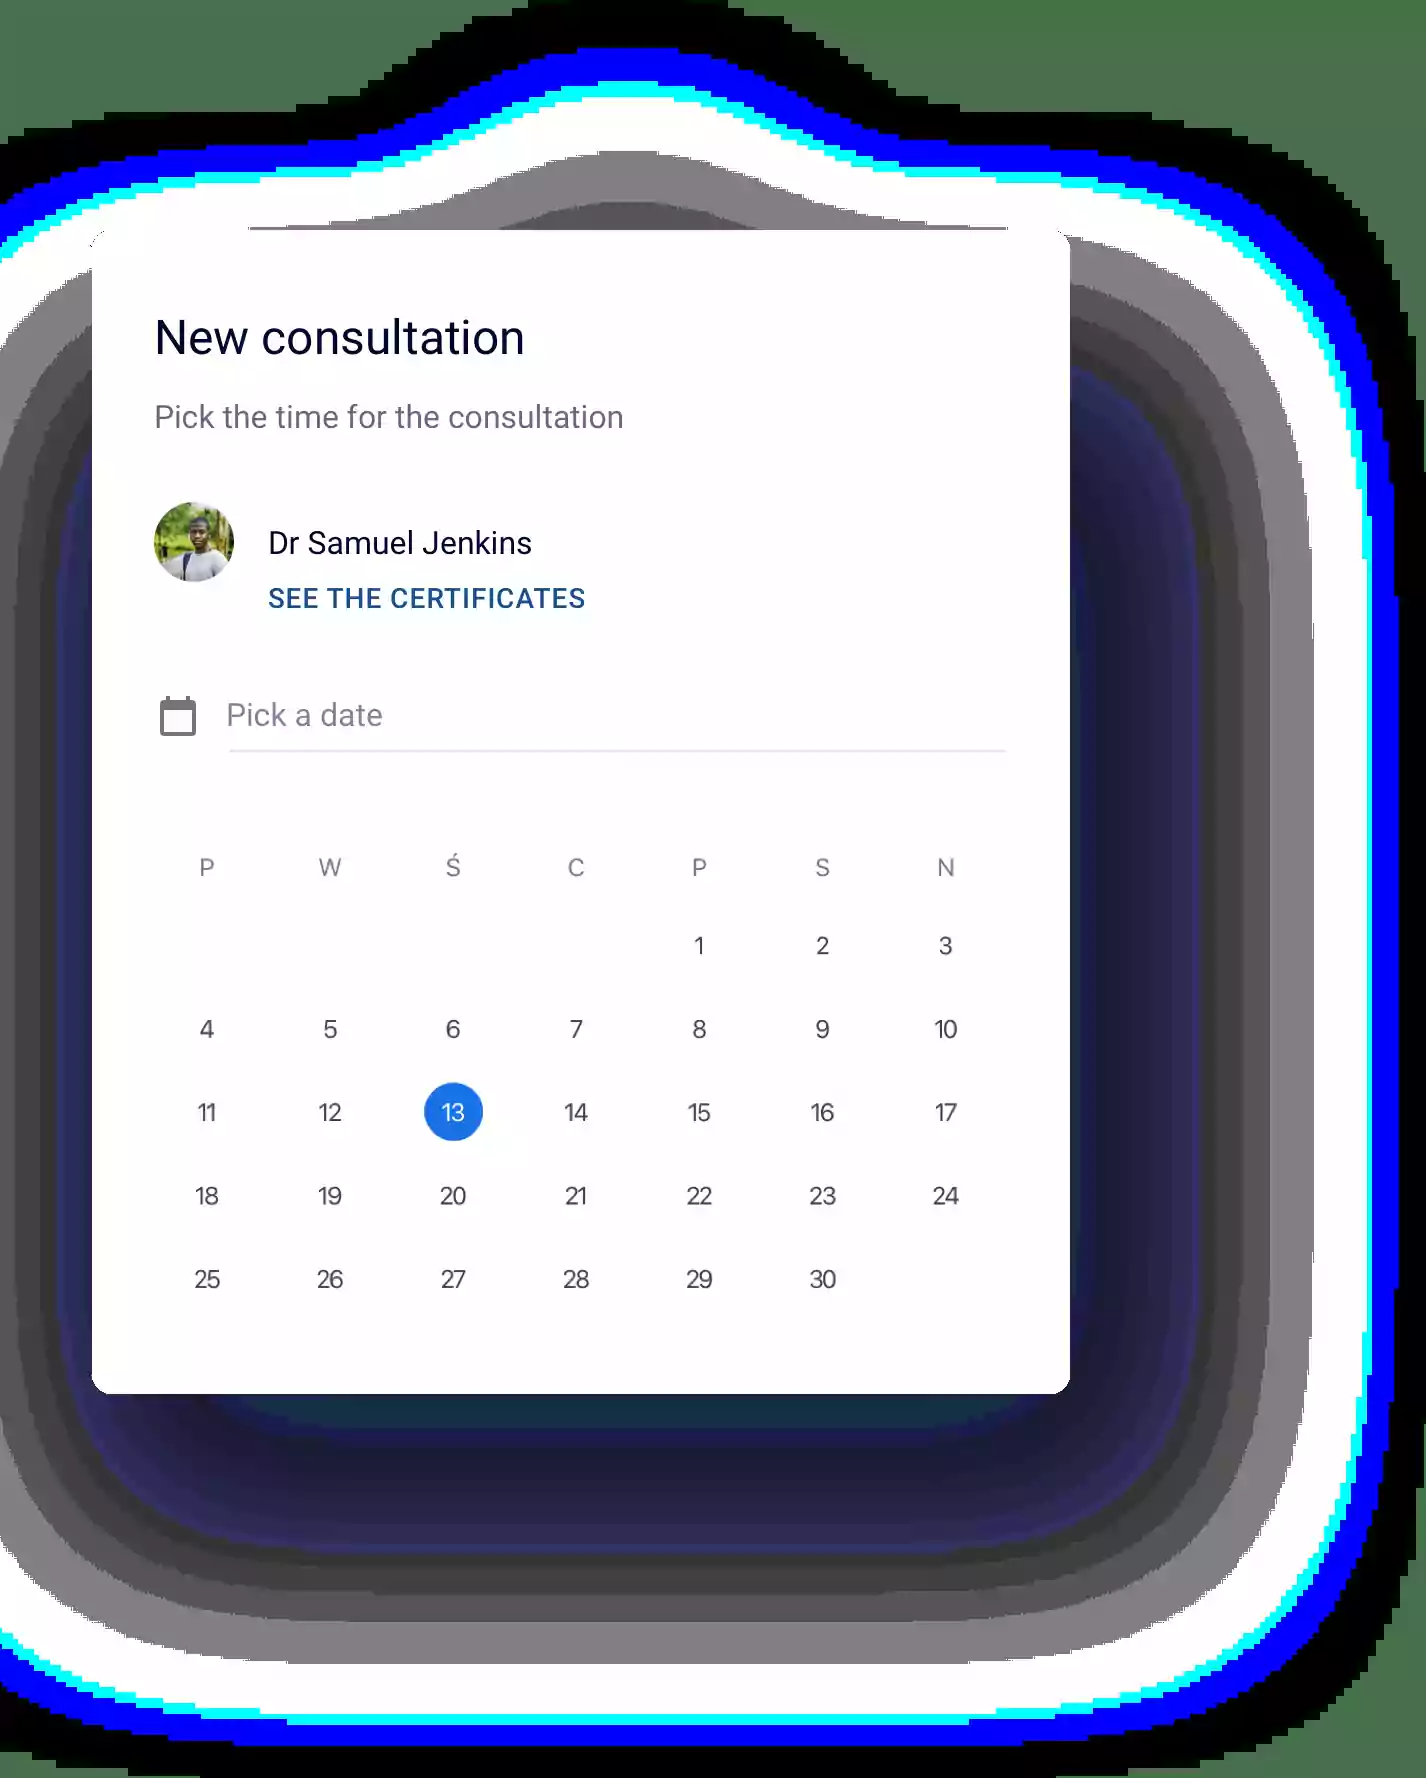 New consultation
Pick the time for the consultation
Dr Samuel Jenkins
SEE THE CERTIFICATES
Pick a date
P W Ś C P S N
1 2 3
4 5 6 7 8 9 10
11 12 13 14 15 16 17
18 19 20 21 22 23 24
25 26 27 28 29 30